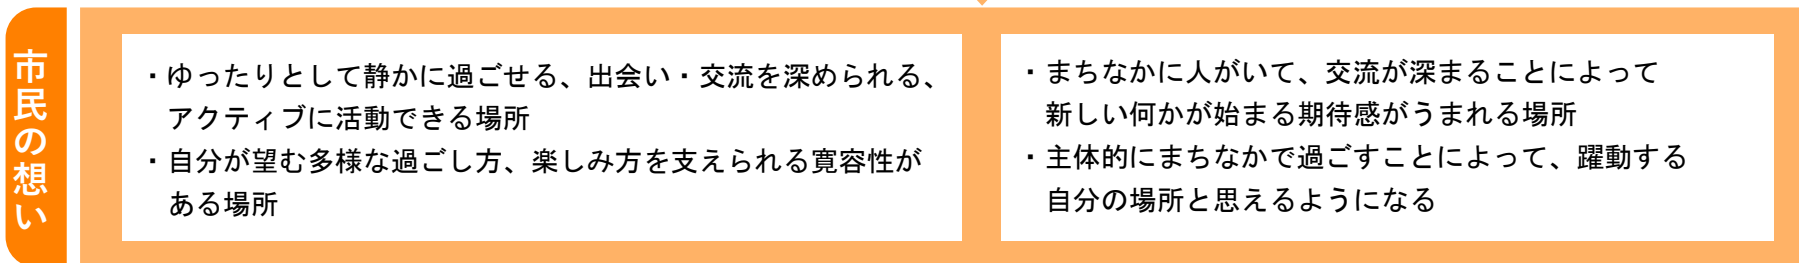 市民の想い
・ゆったりとして静かに過ごせる、出会い・交流を深められる、
アクティブに活動できる場所
・自分が望む多様な過ごし方、楽しみ方を支えられる寛容性が
ある場所
・まちなかに人がいて、交流が深まることによって
新しい何かが始まる期待感がうまれる場所
・主体的にまちなかで過ごすことによって、躍動する
自分の場所と思えるようになる